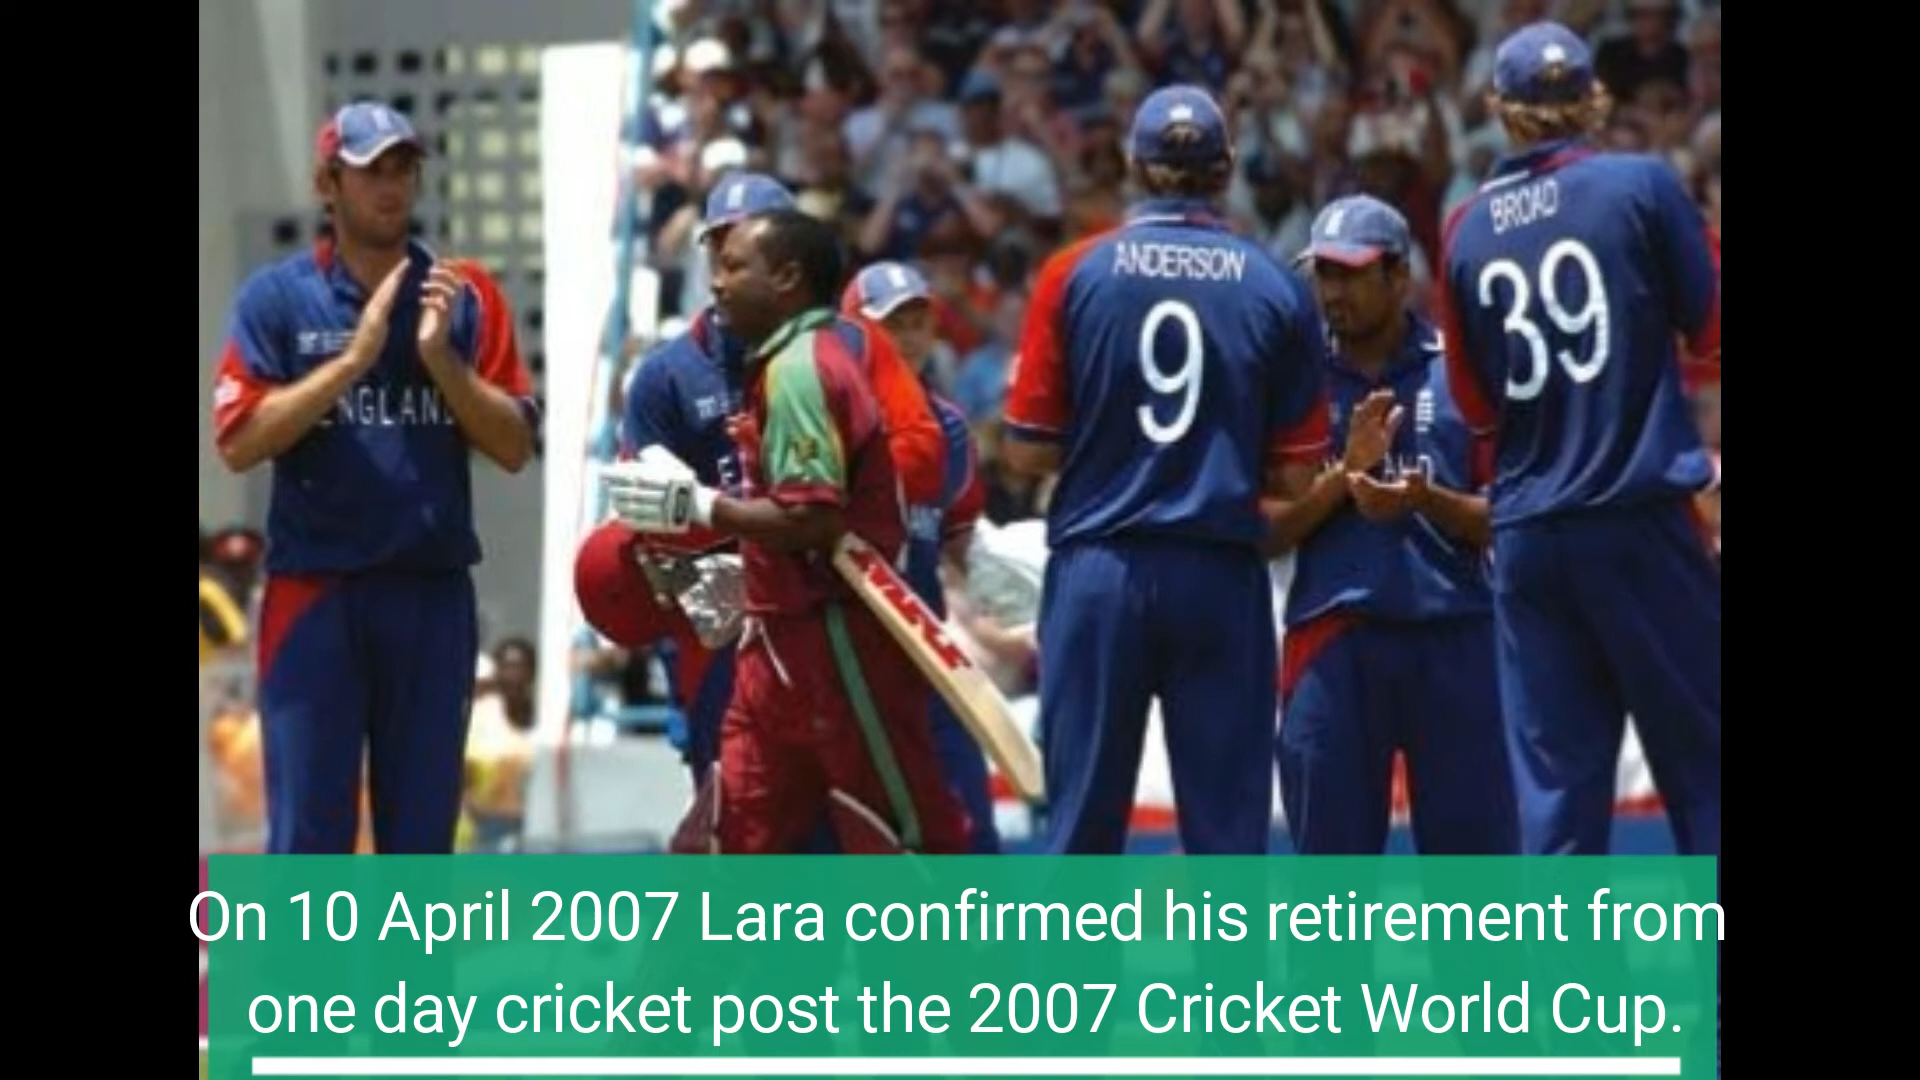 BROAD
39
ANDERSON
9
ENGLAND
On 10 April 2007 Lara confirmed his retirement from
one day cricket post the 2007 Cricket World Cup.